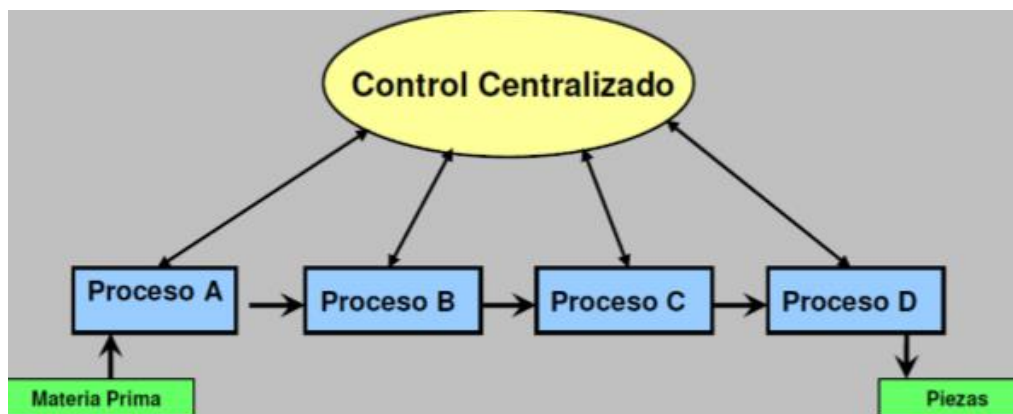 Control Centralizado
Proceso A
Proceso B
Proceso C
Proceso D
Materia Prima
Piezas